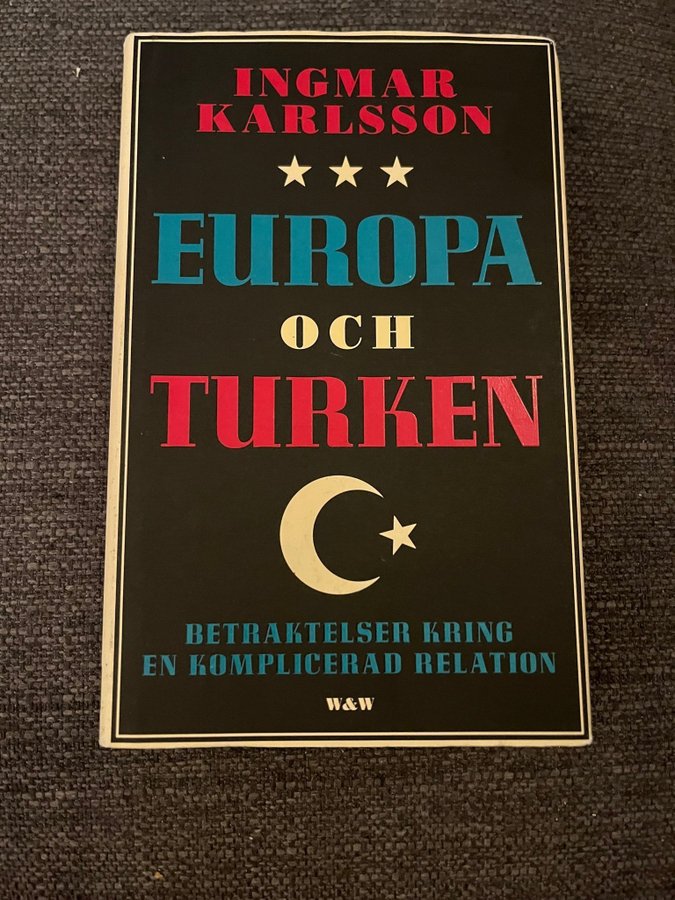 INGMAR
KARLSSON
EUROPA
OCH
TURKEN
BETRAKTELSER KRING
EN KOMPLICERAD RELATION
W&W